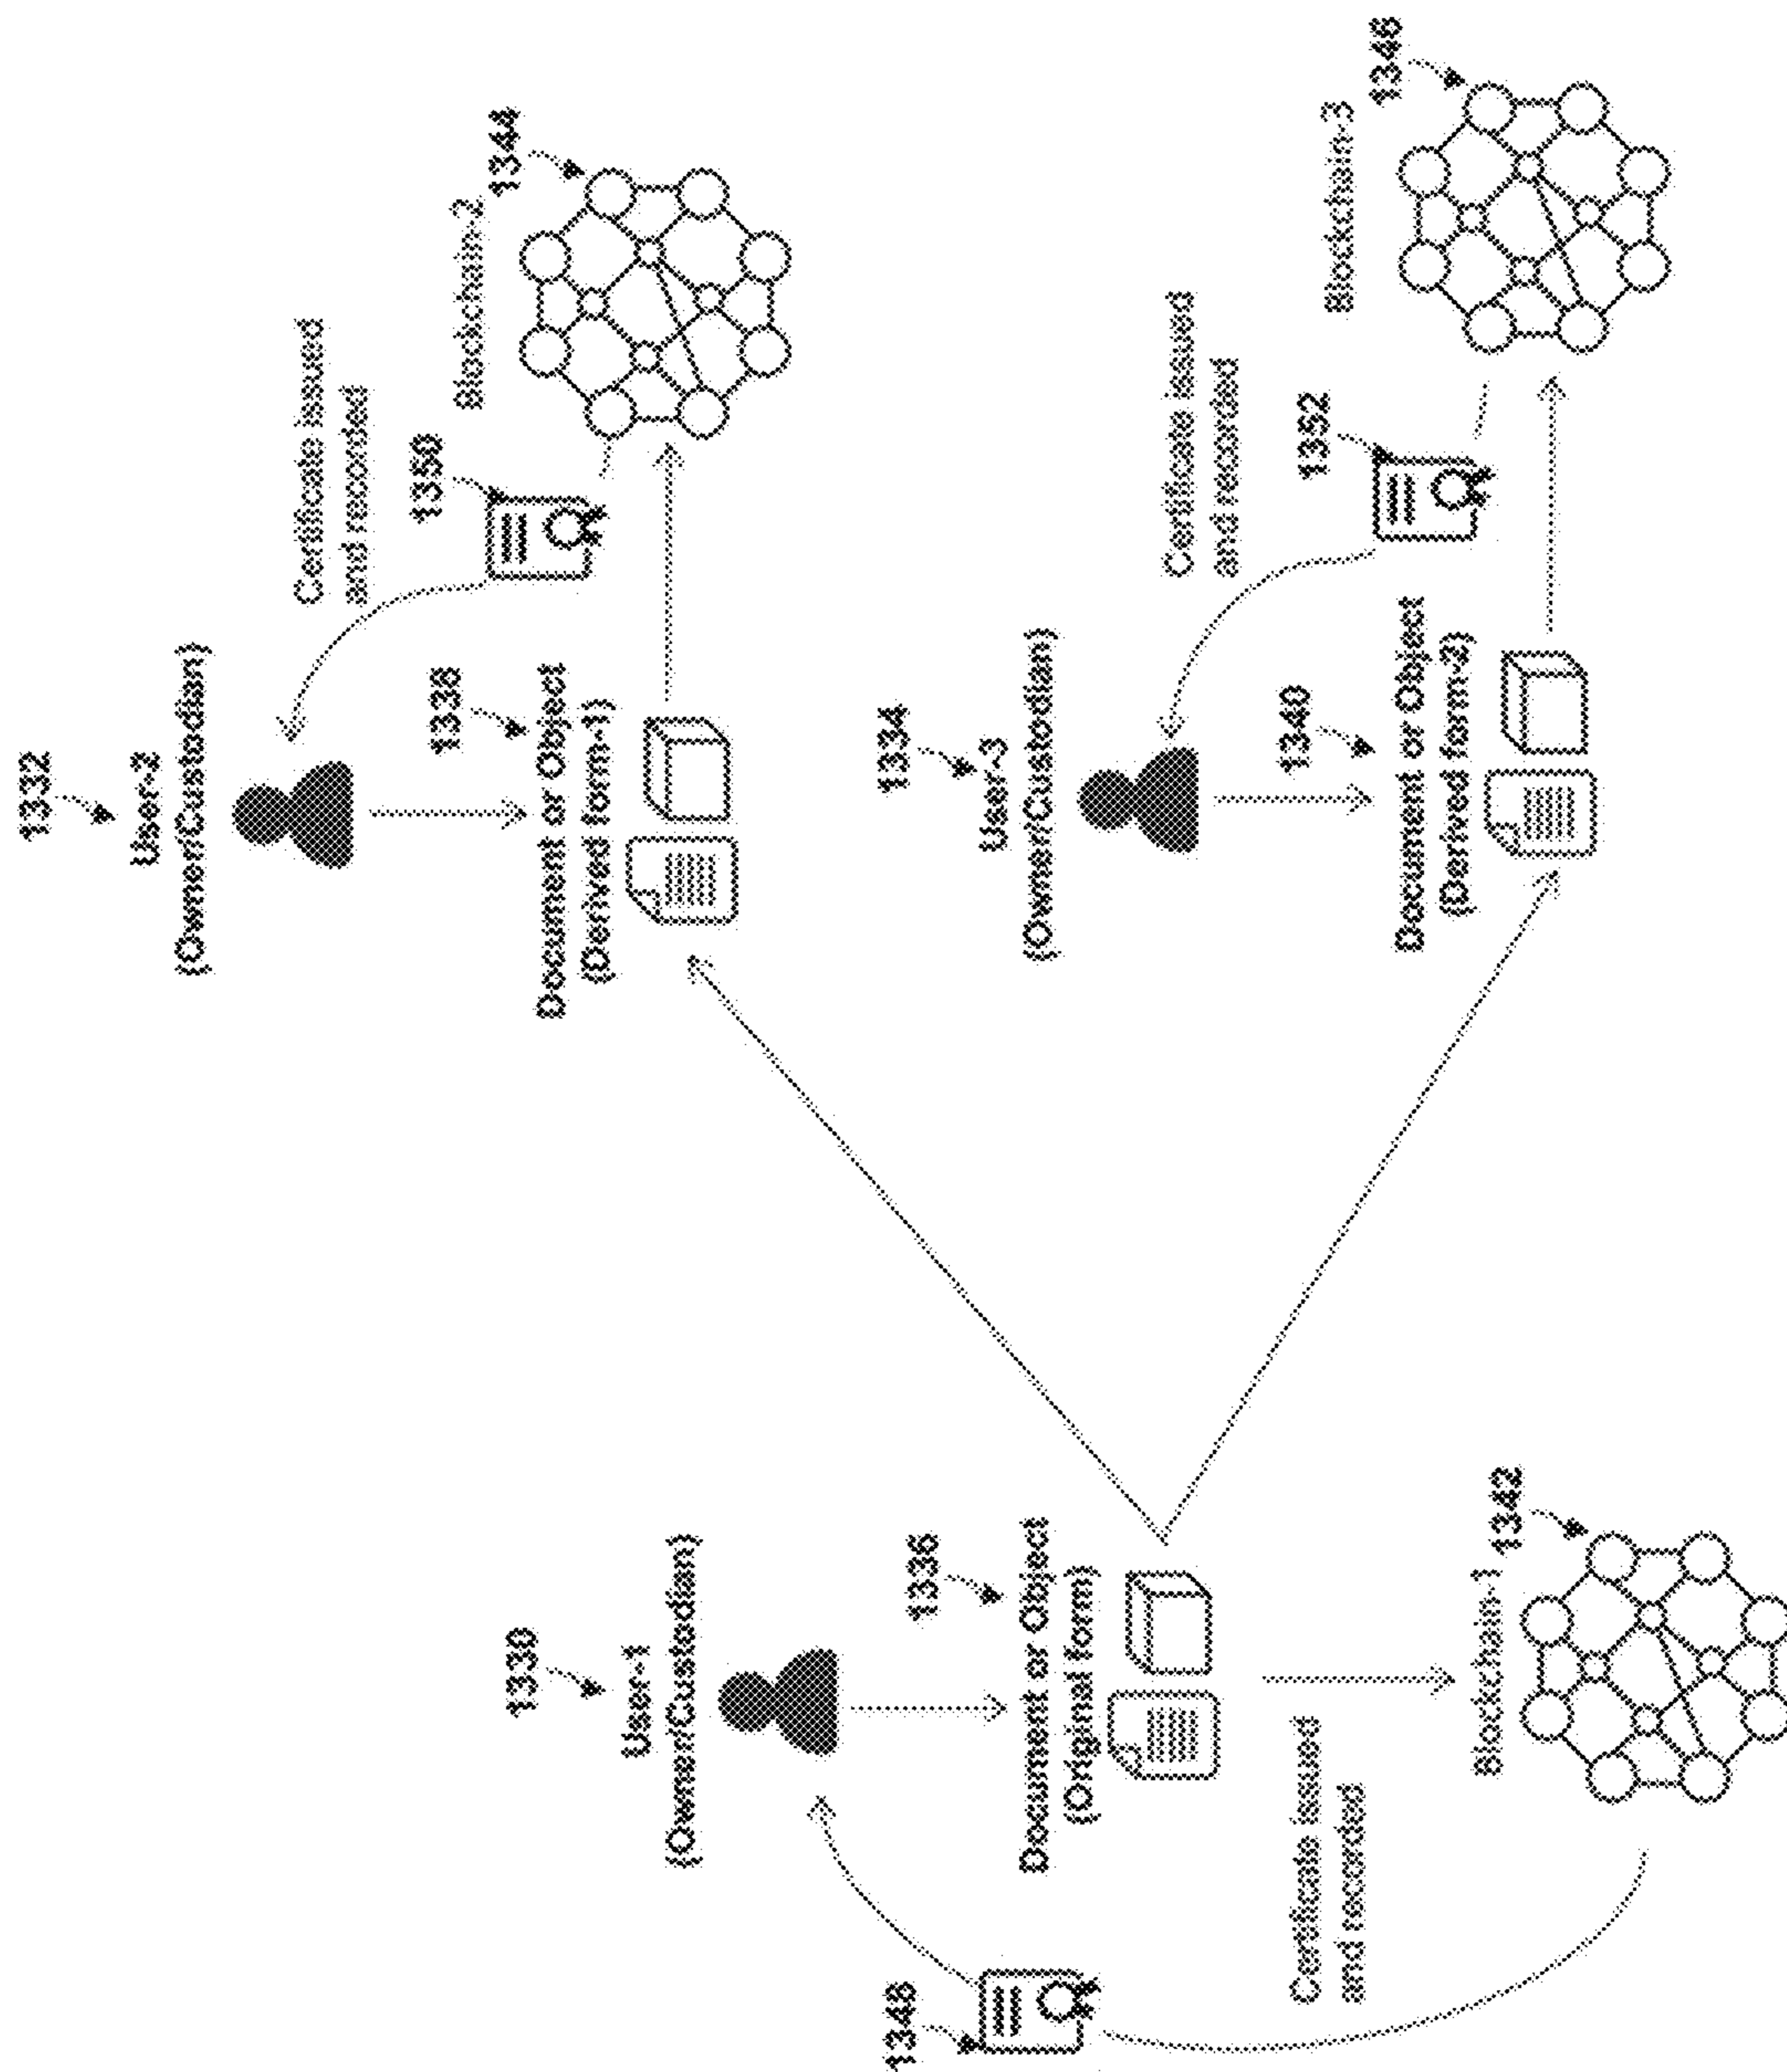 1332
User-2
(Owner/Custodian)
Certificate issued
and recorded
1350
Blockchain-2
1344
1338
Document or Object
(Derived form-1)
1330
User-1
(Owner/Custodian)
1348
1336
Document or Object
(Original form)
Certificate issued
and recorded
Blockchain-1
1342
1334
User-3
(Owner/Custodian)
Certificate issued
and recorded
1352
Blockchain-3
1346
1340
Document or Object
(Derived form-2)